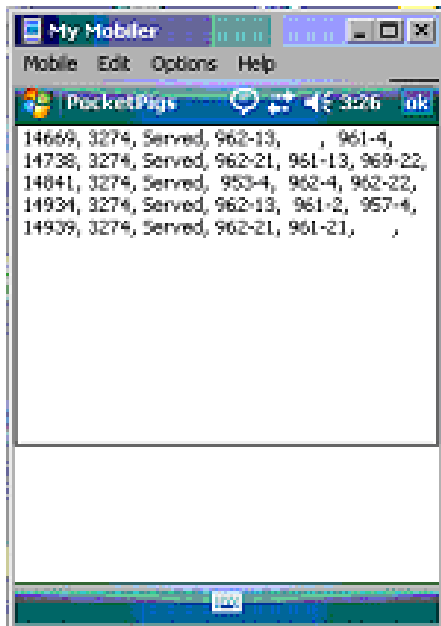 My Mobiler
Mobile Edit Options Help
PocketPigs 3:26 ok
14669, 3274, Served, 962-13, , 961-4,
14738, 3274, Served, 962-21, 961-13, 969-22,
14841, 3274, Served, 953-4, 962-4, 962-22,
14934, 3274, Served, 962-13, 961-2, 957-4,
14939, 3274, Served, 962-21, 961-21, ,